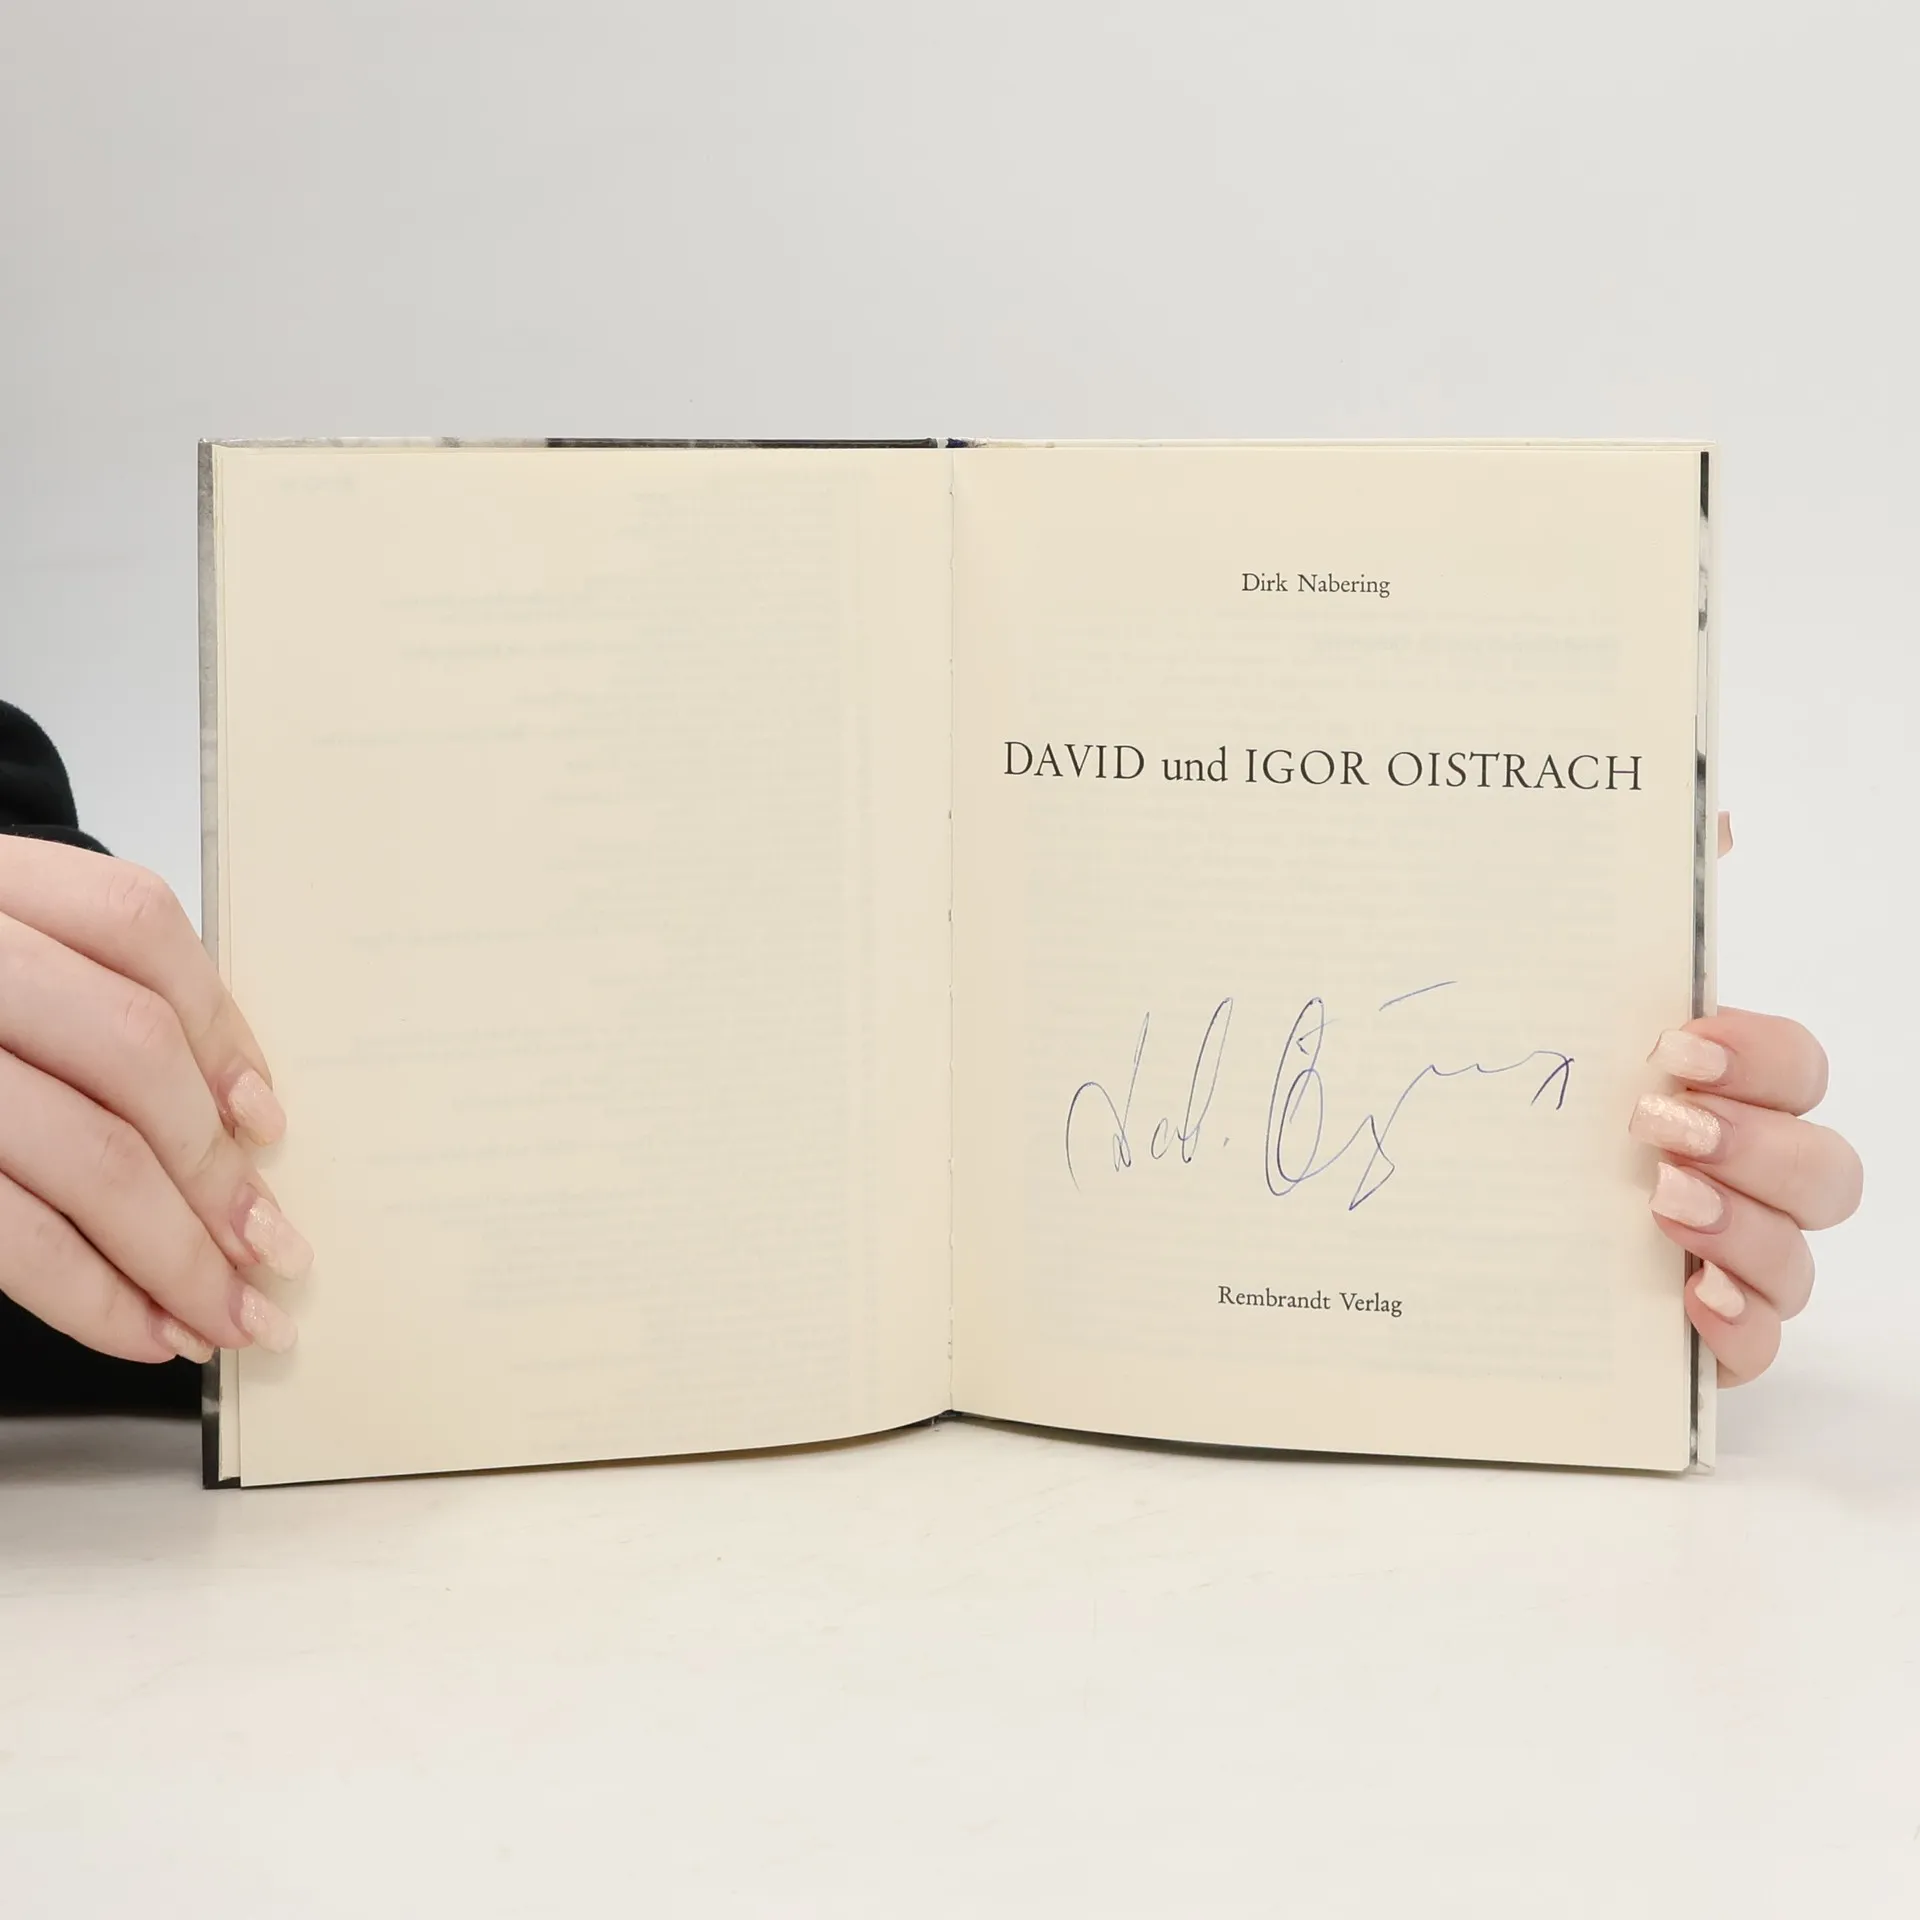 Dirk Nabering
DAVID und IGOR OISTRACH
Rembrandt Verlag